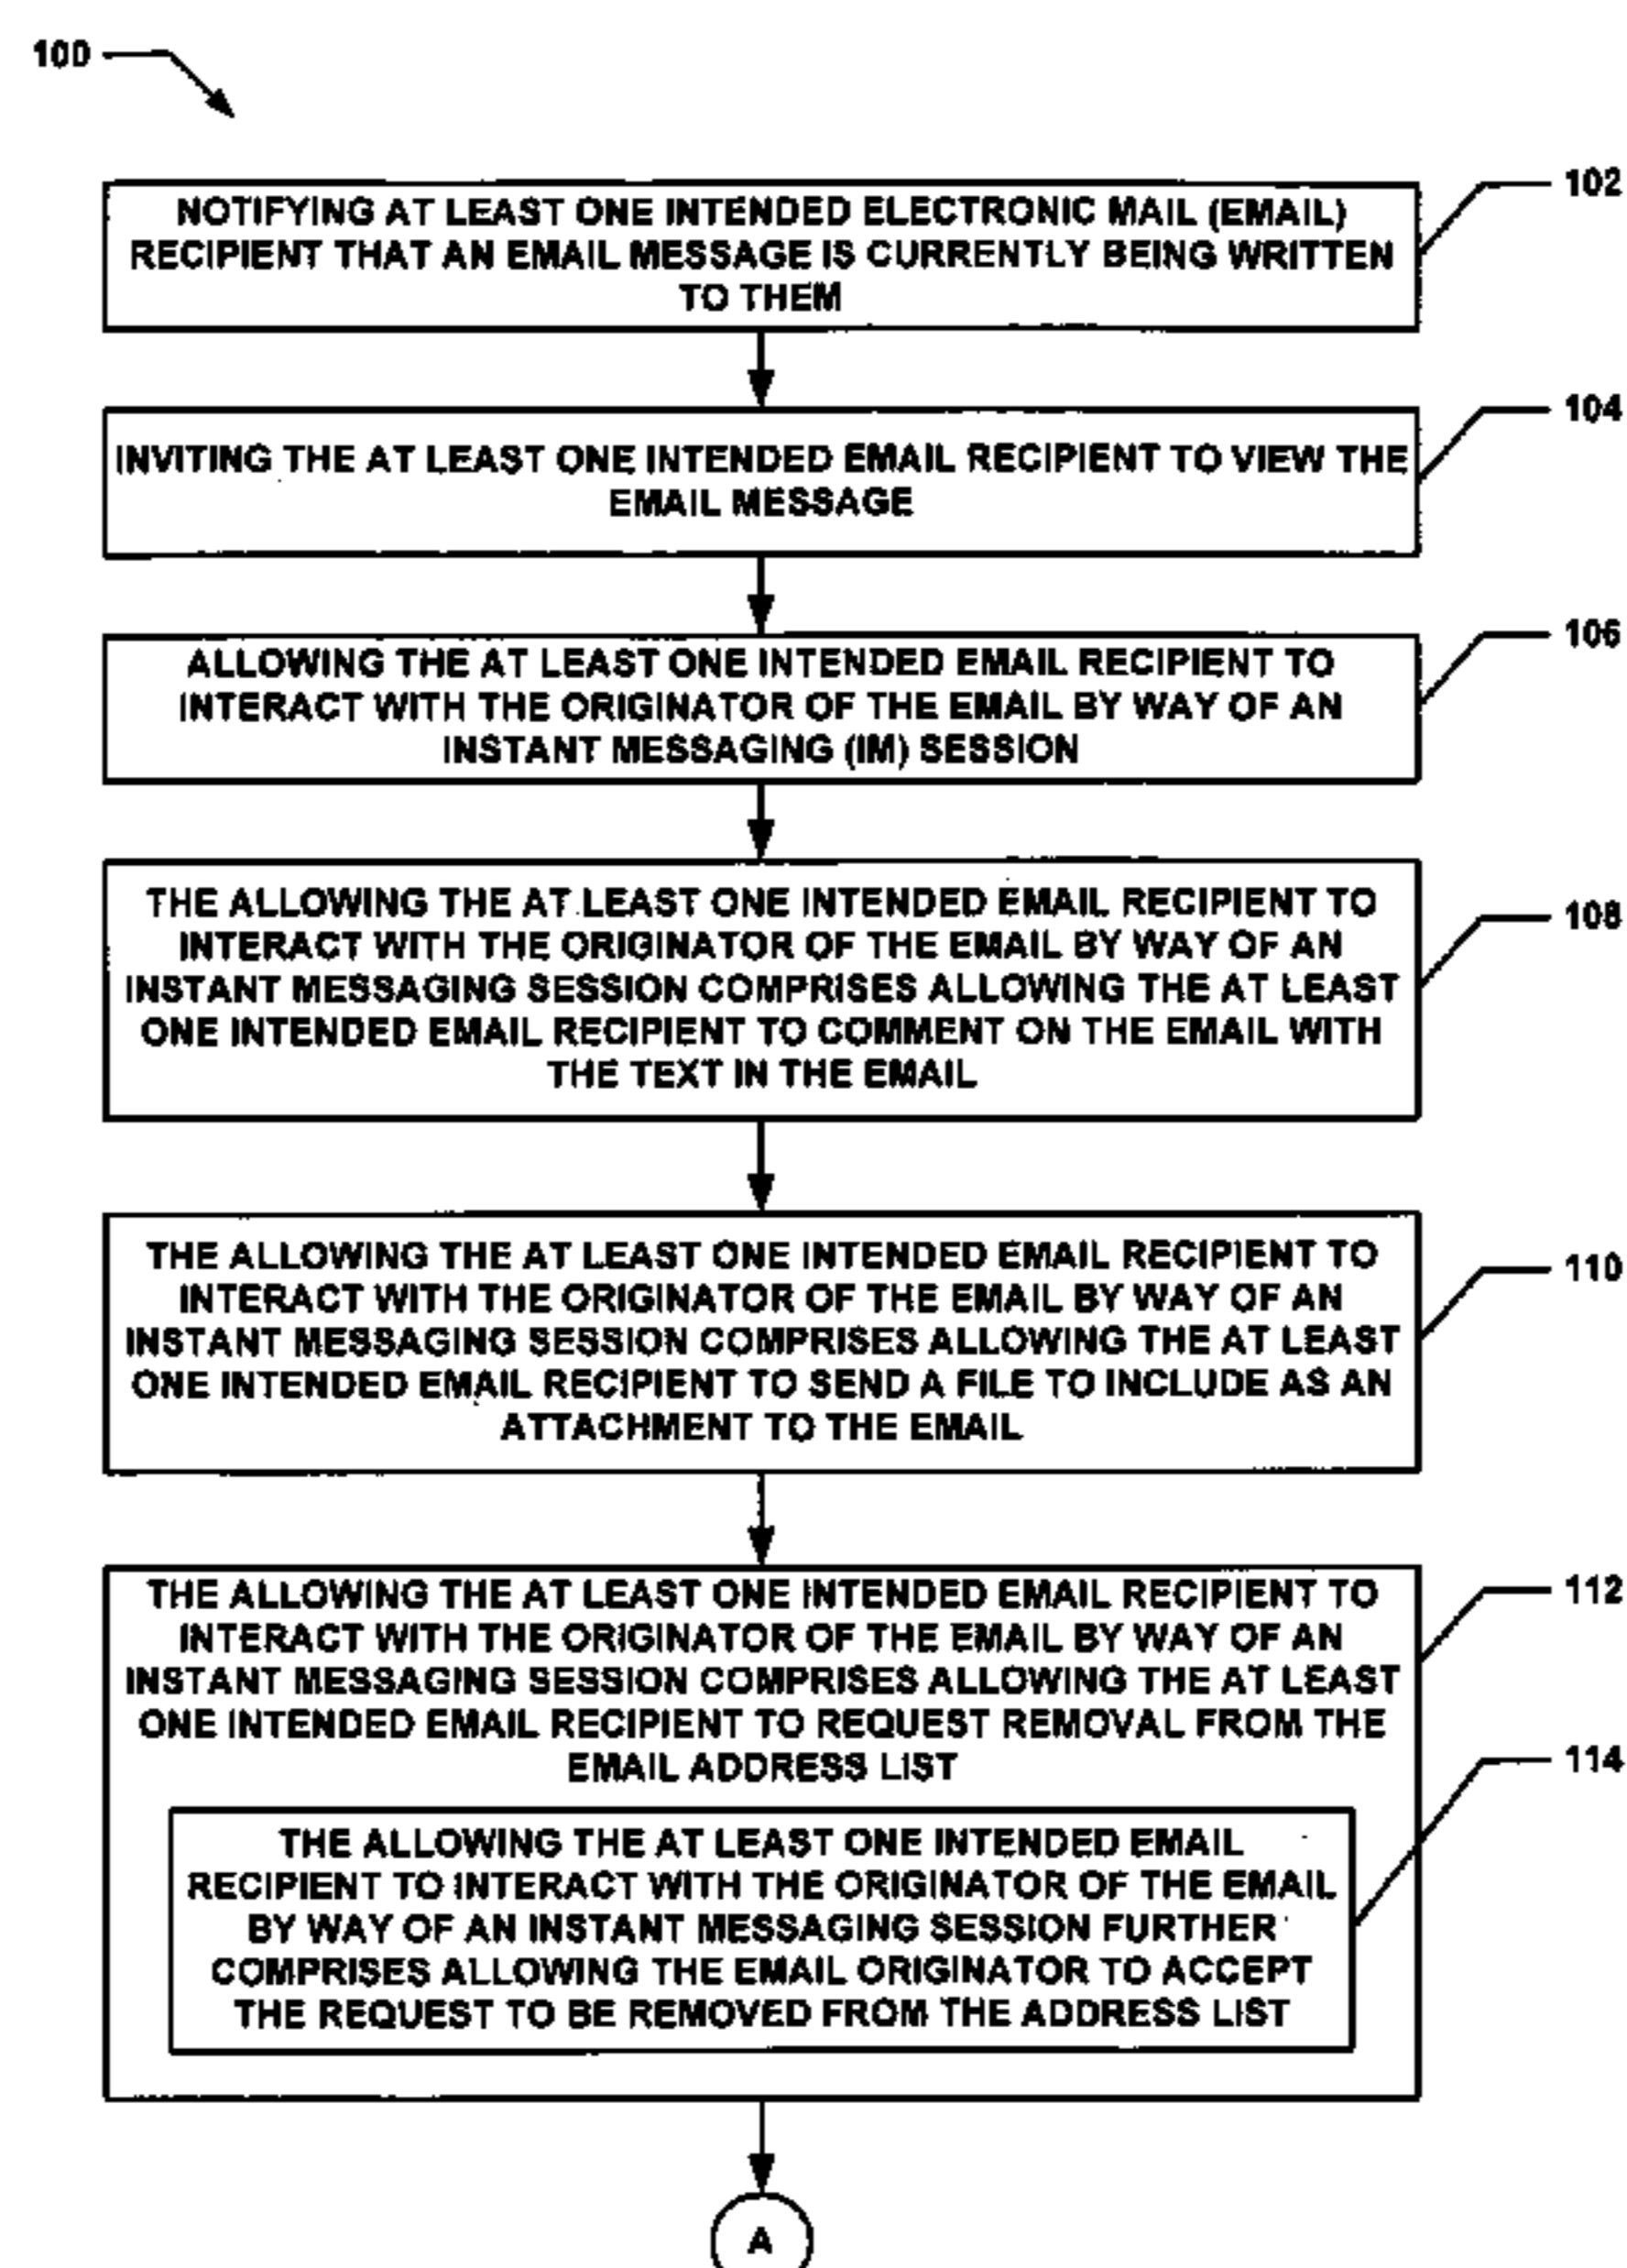 100
102
NOTIFYING AT LEAST ONE INTENDED ELECTRONIC MAIL (EMAIL)
RECIPIENT THAT AN EMAIL MESSAGE IS CURRENTLY BEING WRITTEN
TO THEM
104
INVITING THE AT LEAST ONE INTENDED EMAIL RECIPIENT TO VIEW THE
EMAIL MESSAGE
106
ALLOWING THE AT LEAST ONE INTENDED EMAIL RECIPIENT TO
INTERACT WITH THE ORIGINATOR OF THE EMAIL BY WAY OF AN
INSTANT MESSAGING (IM) SESSION
108
THE ALLOWING THE AT LEAST ONE INTENDED EMAIL RECIPIENT TO
INTERACT WITH THE ORIGINATOR OF THE EMAIL BY WAY OF AN
INSTANT MESSAGING SESSION COMPRISES ALLOWING THE AT LEAST
ONE INTENDED EMAIL RECIPIENT TO COMMENT ON THE EMAIL WITH
THE TEXT IN THE EMAIL
110
THE ALLOWING THE AT LEAST ONE INTENDED EMAIL RECIPIENT TO
INTERACT WITH THE ORIGINATOR OF THE EMAIL BY WAY OF AN
INSTANT MESSAGING SESSION COMPRISES ALLOWING THE AT LEAST
ONE INTENDED EMAIL RECIPIENT TO SEND A FILE TO INCLUDE AS AN
ATTACHMENT TO THE EMAIL
112
THE ALLOWING THE AT LEAST ONE INTENDED EMAIL RECIPIENT TO
INTERACT WITH THE ORIGINATOR OF THE EMAIL BY WAY OF AN
INSTANT MESSAGING SESSION COMPRISES ALLOWING THE AT LEAST
ONE INTENDED EMAIL RECIPIENT TO REQUEST REMOVAL FROM THE
EMAIL ADDRESS LIST
114
THE ALLOWING THE AT LEAST ONE INTENDED EMAIL
RECIPIENT TO INTERACT WITH THE ORIGINATOR OF THE EMAIL
BY WAY OF AN INSTANT MESSAGING SESSION FURTHER
COMPRISES ALLOWING THE EMAIL ORIGINATOR TO ACCEPT
THE REQUEST TO BE REMOVED FROM THE ADDRESS LIST
A